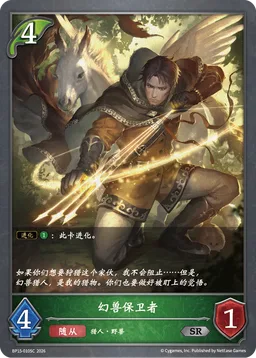 4
进化 1 ：此卡进化。
如果你们想要狩猎这个家伙，我不会阻止……但是，
幻兽猎人，是我的猎物。你们也要做好被盯上的觉悟。
幻兽保卫者
4
随从
猎人·野兽
SR
1
© Cygames, Inc. Published by NetEase Games